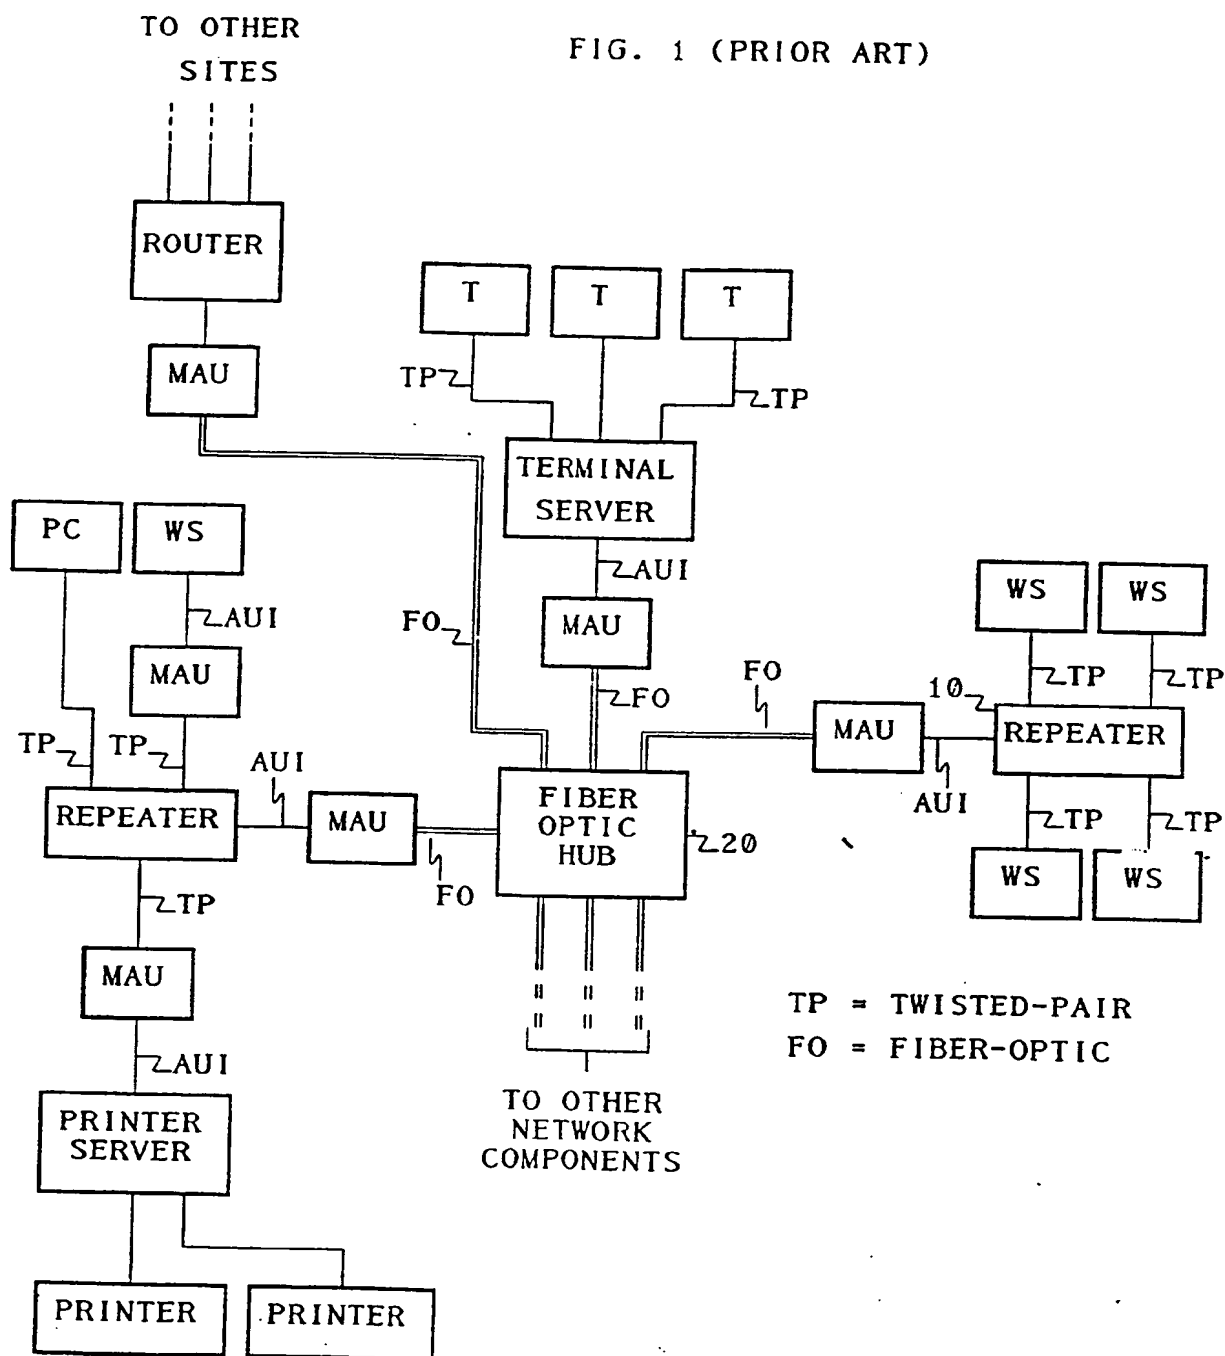 TO OTHER
SITES
FIG. 1 (PRIOR ART)
ROUTER
MAU
T
T
T
TP
TP
TERMINAL
SERVER
PC
WS
AUI
AUI
MAU
MAU
FO
FO
FO
WS
WS
TP
TP
10
MAU
REPEATER
AUI
TP
TP
WS
WS
TP
TP
AUI
REPEATER
MAU
FO
FIBER
OPTIC
HUB
20
TP
MAU
AUI
PRINTER
SERVER
PRINTER
PRINTER
TO OTHER
NETWORK
COMPONENTS
TP = TWISTED-PAIR
FO = FIBER-OPTIC